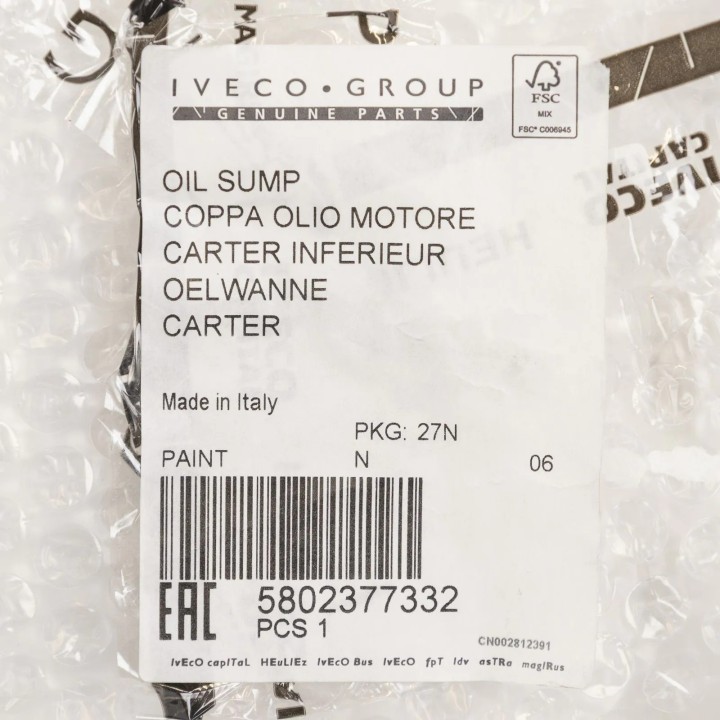 IVECO • GROUP
GENUINE PARTS
FSC
MIX
FSC® C006945
OIL SUMP
COPPA OLIO MOTORE
CARTER INFERIEUR
OELWANNE
CARTER
Made in Italy
PKG: 27N
PAINT N 06
EAC 5802377332
PCS 1
CN002812391
IvEcO capITaL HEuLIEz IvEcO Bus IvEcO fpT Idv asTRa magIRus
IVECO